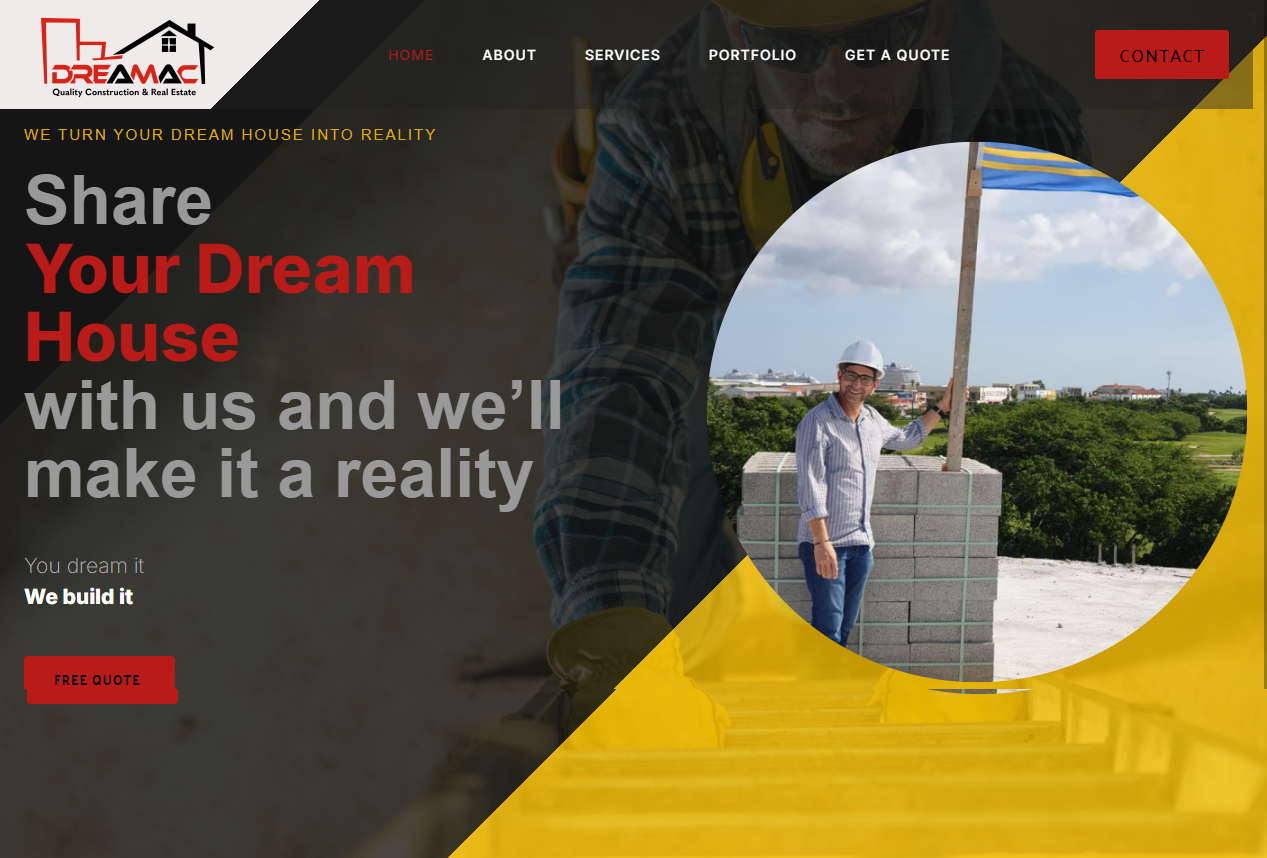 DREAMAC
Quality Construction & Real Estate
HOME ABOUT SERVICES PORTFOLIO GET A QUOTE CONTACT
WE TURN YOUR DREAM HOUSE INTO REALITY
Share
Your Dream
House
with us and we’ll
make it a reality
You dream it
We build it
FREE QUOTE